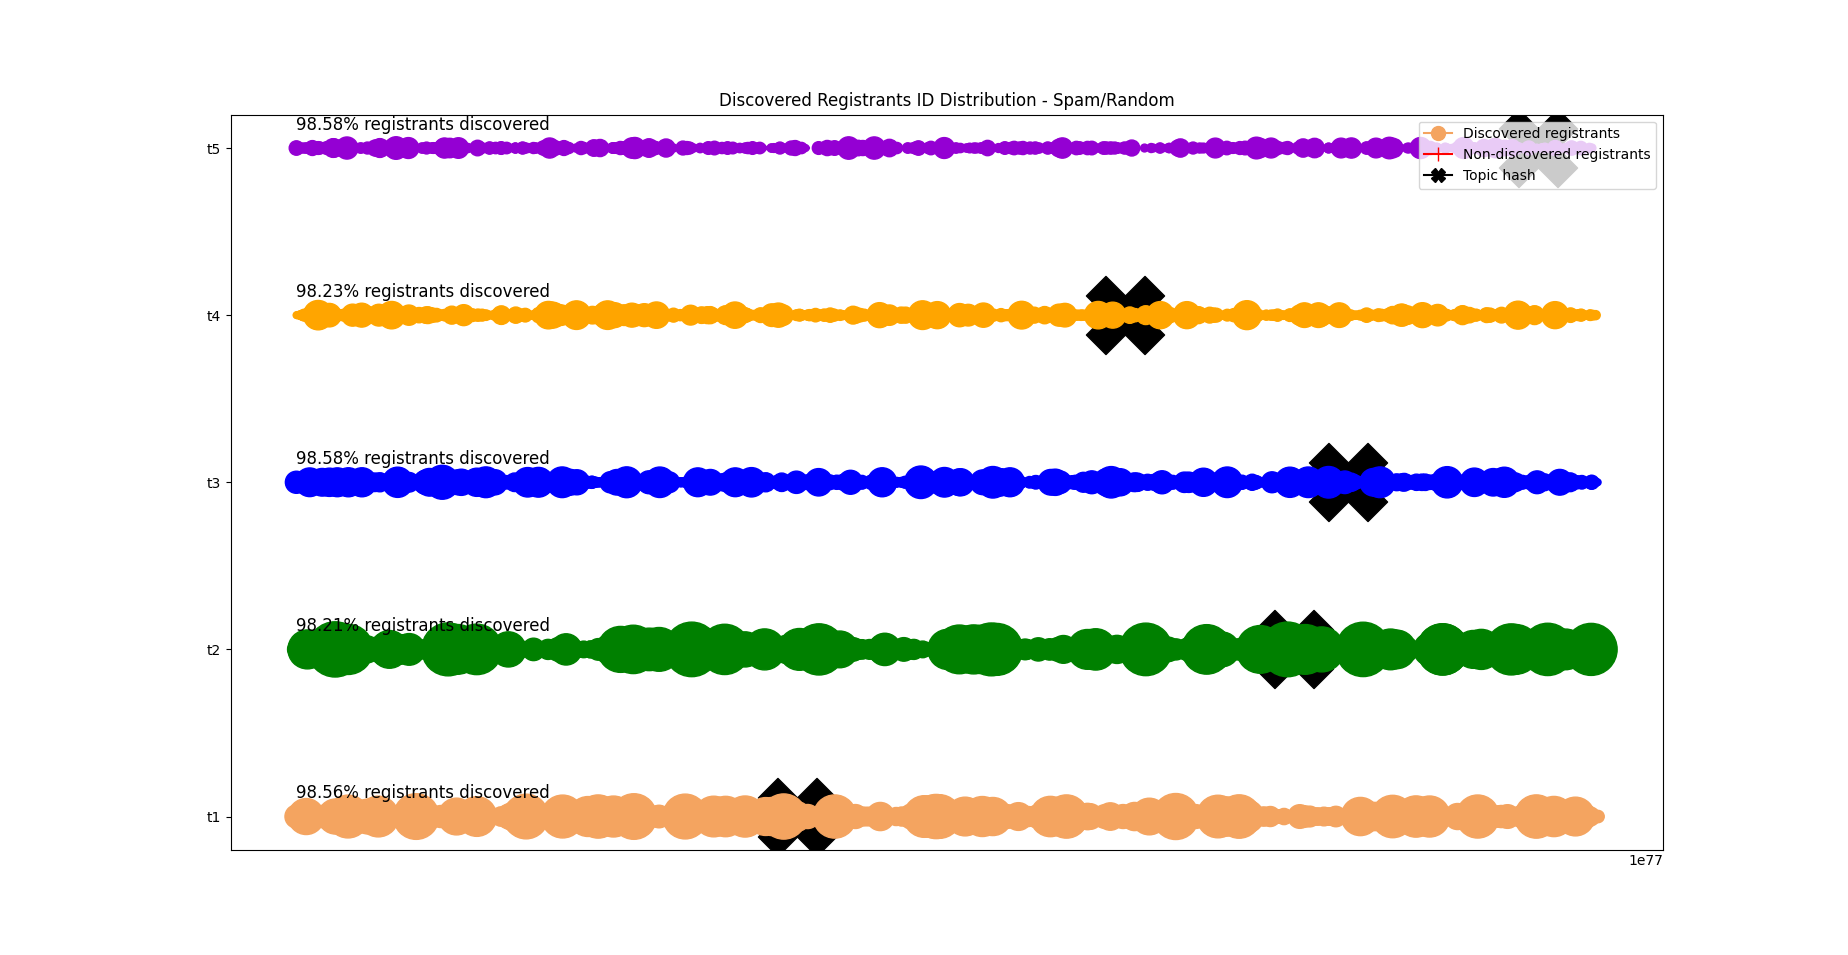 Discovered Registrants ID Distribution - Spam/Random
98.58% registrants discovered
Discovered registrants
Non-discovered registrants
Topic hash
t5
98.23% registrants discovered
t4
98.58% registrants discovered
t3
98.21% registrants discovered
t2
98.56% registrants discovered
t1
1e77